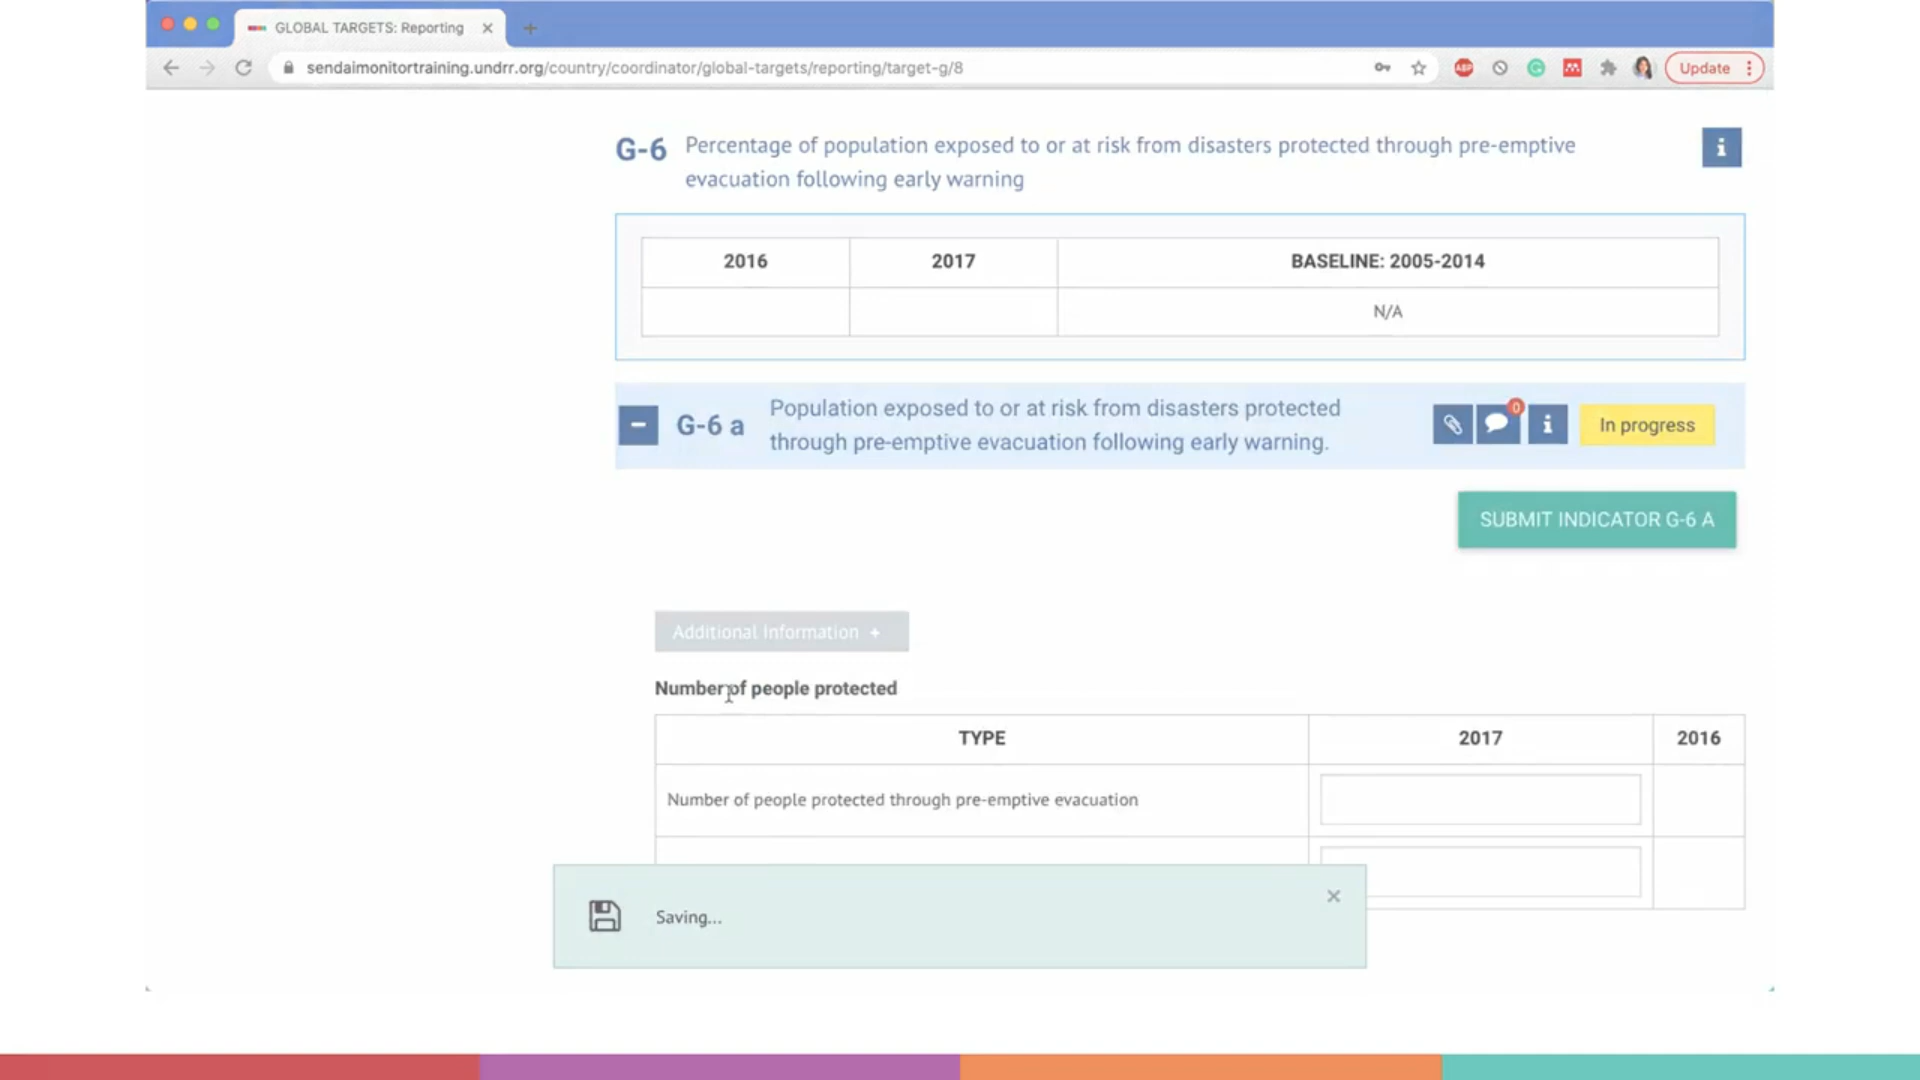 GLOBAL TARGETS: Reporting
sendaimonitortraining.undrr.org/country/coordinator/global-targets/reporting/target-g/8
ABP
Update
G-6
Percentage of population exposed to or at risk from disasters protected through pre-emptive
evacuation following early warning
i
2016 2017 BASELINE: 2005-2014
N/A
G-6 a
Population exposed to or at risk from disasters protected
through pre-emptive evacuation following early warning.
0
i
In progress
SUBMIT INDICATOR G-6 A
Additional Information +
Number of people protected
TYPE 2017 2016
Number of people protected through pre-emptive evacuation
Saving...